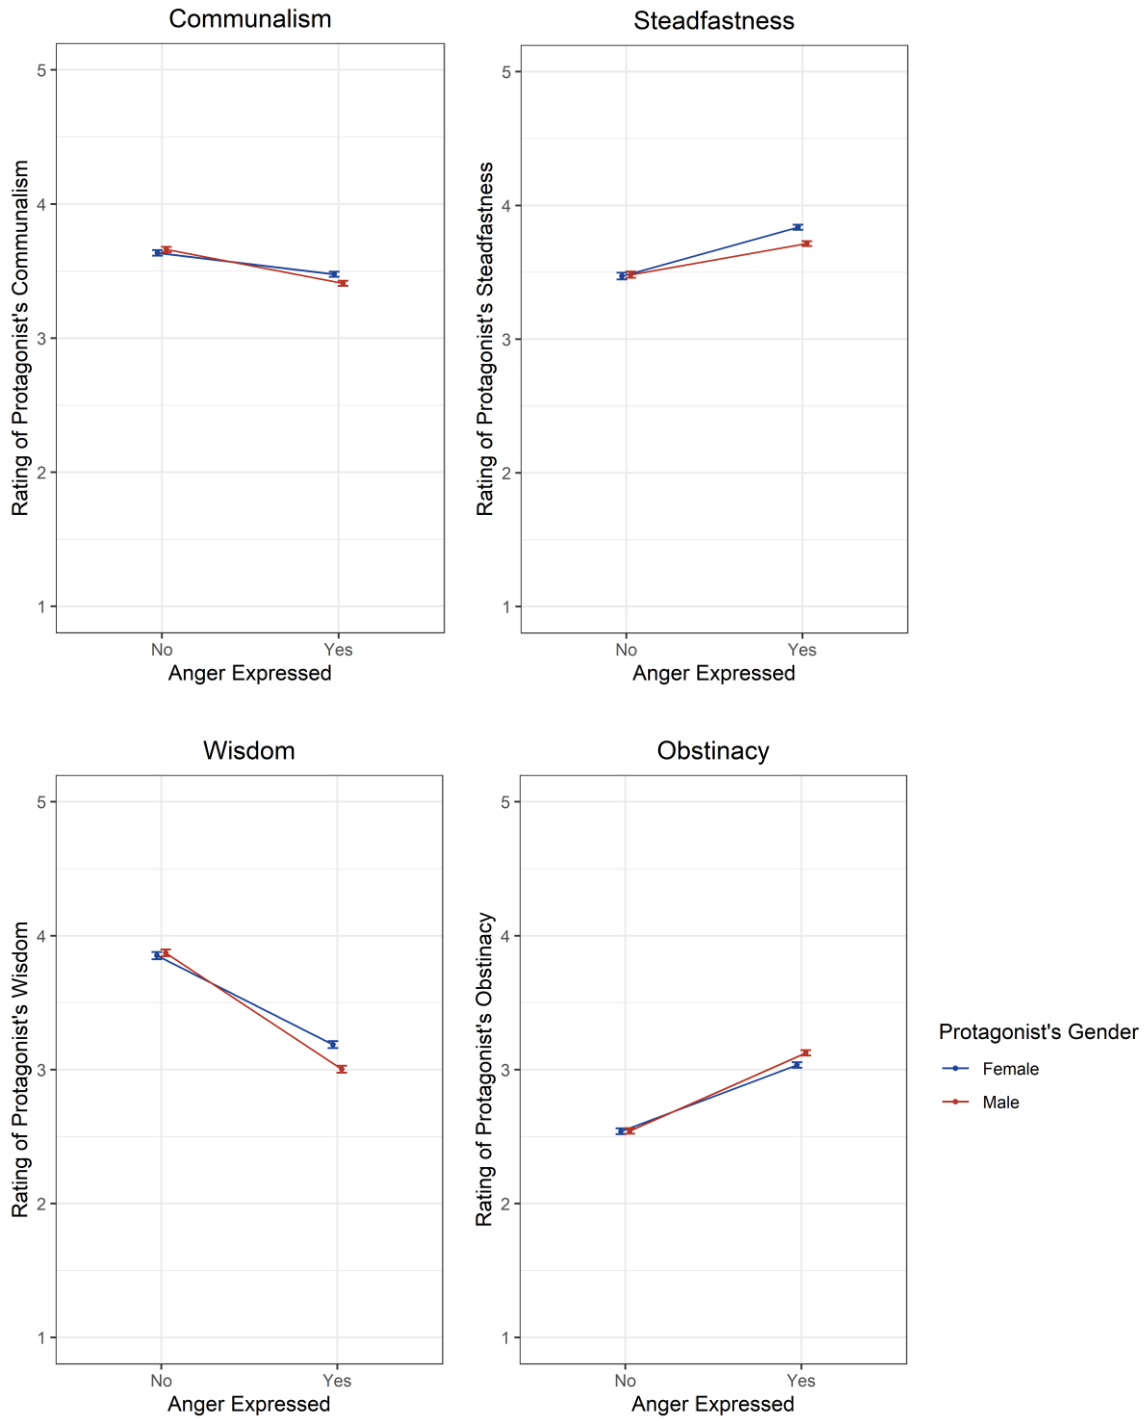 Communalism
Rating of Protagonist's Communalism
5
4
3
2
1
No
Yes
Anger Expressed
Steadfastness
Rating of Protagonist's Steadfastness
5
4
3
2
1
No
Yes
Anger Expressed
Wisdom
Rating of Protagonist's Wisdom
5
4
3
2
1
No
Yes
Anger Expressed
Obstinacy
Rating of Protagonist's Obstinacy
5
4
3
2
1
No
Yes
Anger Expressed
Protagonist's Gender
Female
Male